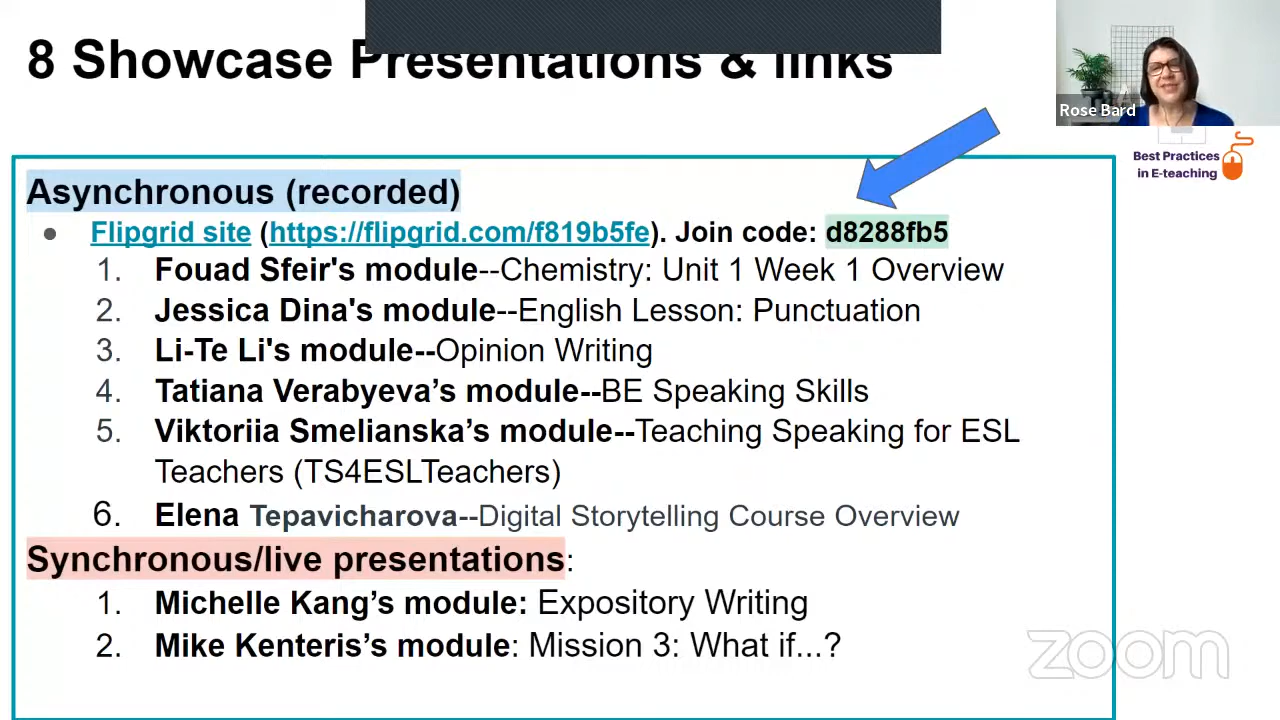 8 Showcase Presentations & links
Rose Bard
Best Practices
in E-teaching
Asynchronous (recorded)
● Flipgrid site (https://flipgrid.com/f819b5fe). Join code: d8288fb5
1. Fouad Sfeir's module--Chemistry: Unit 1 Week 1 Overview
2. Jessica Dina's module--English Lesson: Punctuation
3. Li-Te Li's module--Opinion Writing
4. Tatiana Verabyeva’s module--BE Speaking Skills
5. Viktoriia Smelianska’s module--Teaching Speaking for ESL
Teachers (TS4ESLTeachers)
6. Elena Tepavicharova--Digital Storytelling Course Overview
Synchronous/live presentations:
1. Michelle Kang’s module: Expository Writing
2. Mike Kenteris’s module: Mission 3: What if...?
zoom